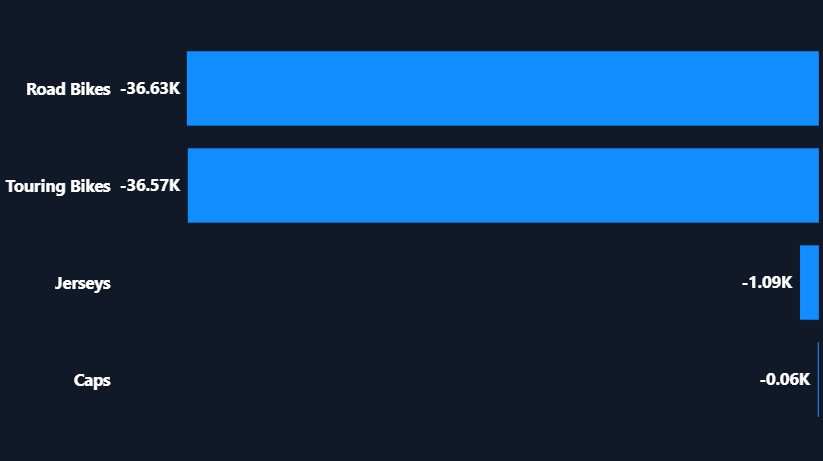 Road Bikes -36.63K
Touring Bikes -36.57K
Jerseys -1.09K
Caps -0.06K